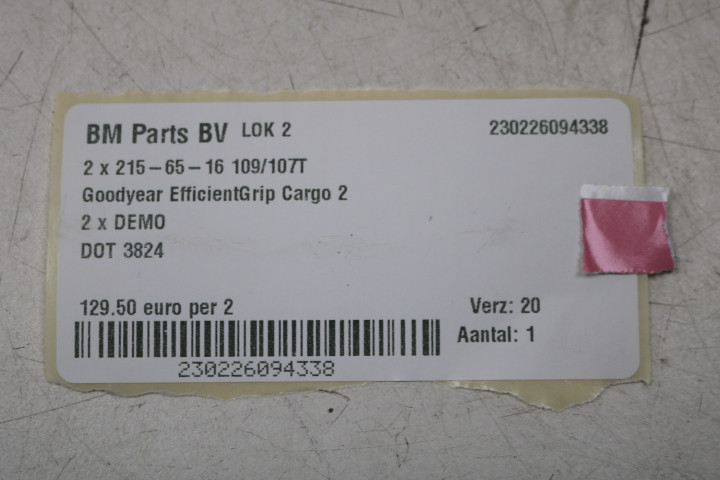 BM Parts BV LOK 2 230226094338
2 x 215-65-16 109/107T
Goodyear EfficientGrip Cargo 2
2 x DEMO
DOT 3824
129.50 euro per 2 Verz: 20
Aantal: 1
230226094338